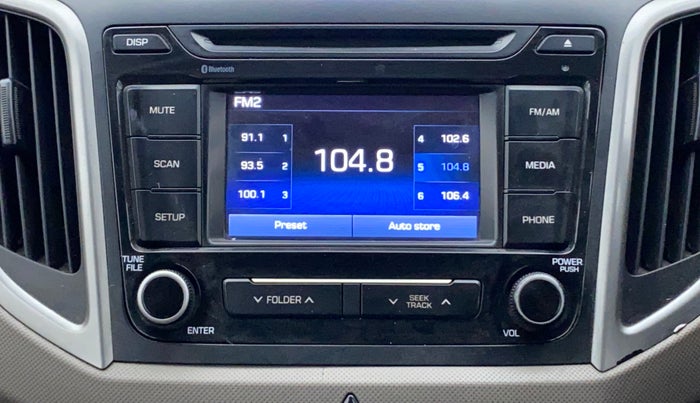 DISP
Bluetooth
FM2
MUTE
FM/AM
91.1 1
4 102.6
104.8
SCAN
93.5 2
5 104.8
MEDIA
100.1 3
6 106.4
SETUP
PHONE
Preset
Auto store
TUNE
FILE
POWER
PUSH
FOLDER
SEEK
TRACK
ENTER
VOL